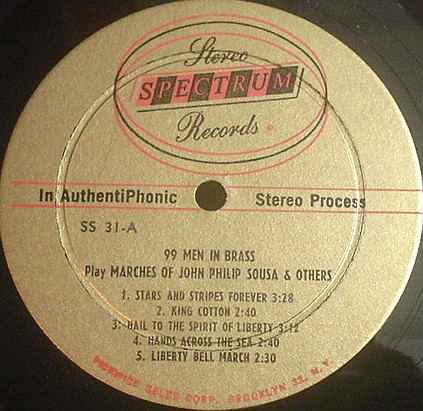 Stereo
SPECTRUM
Records
In AuthentiPhonic Stereo Process
SS 31-A
99 MEN IN BRASS
Play MARCHES OF JOHN PHILIP SOUSA & OTHERS
1. STARS AND STRIPES FOREVER 3:28
2. KING COTTON 2:40
3. HAIL TO THE SPIRIT OF LIBERTY 3:12
4. HANDS ACROSS THE SEA 2:40
5. LIBERTY BELL MARCH 2:30
PICKWICK SALES CORP. BROOKLYN 32, N. Y.